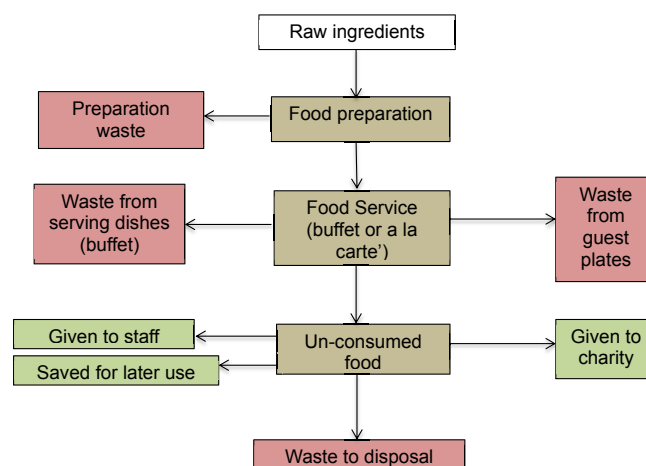 Raw ingredients
Preparation
waste
Food preparation
Waste from
serving dishes
(buffet)
Food Service
(buffet or a la
carte’)
Waste
from
guest
plates
Given to staff
Saved for later use
Un-consumed
food
Given to
charity
Waste to disposal